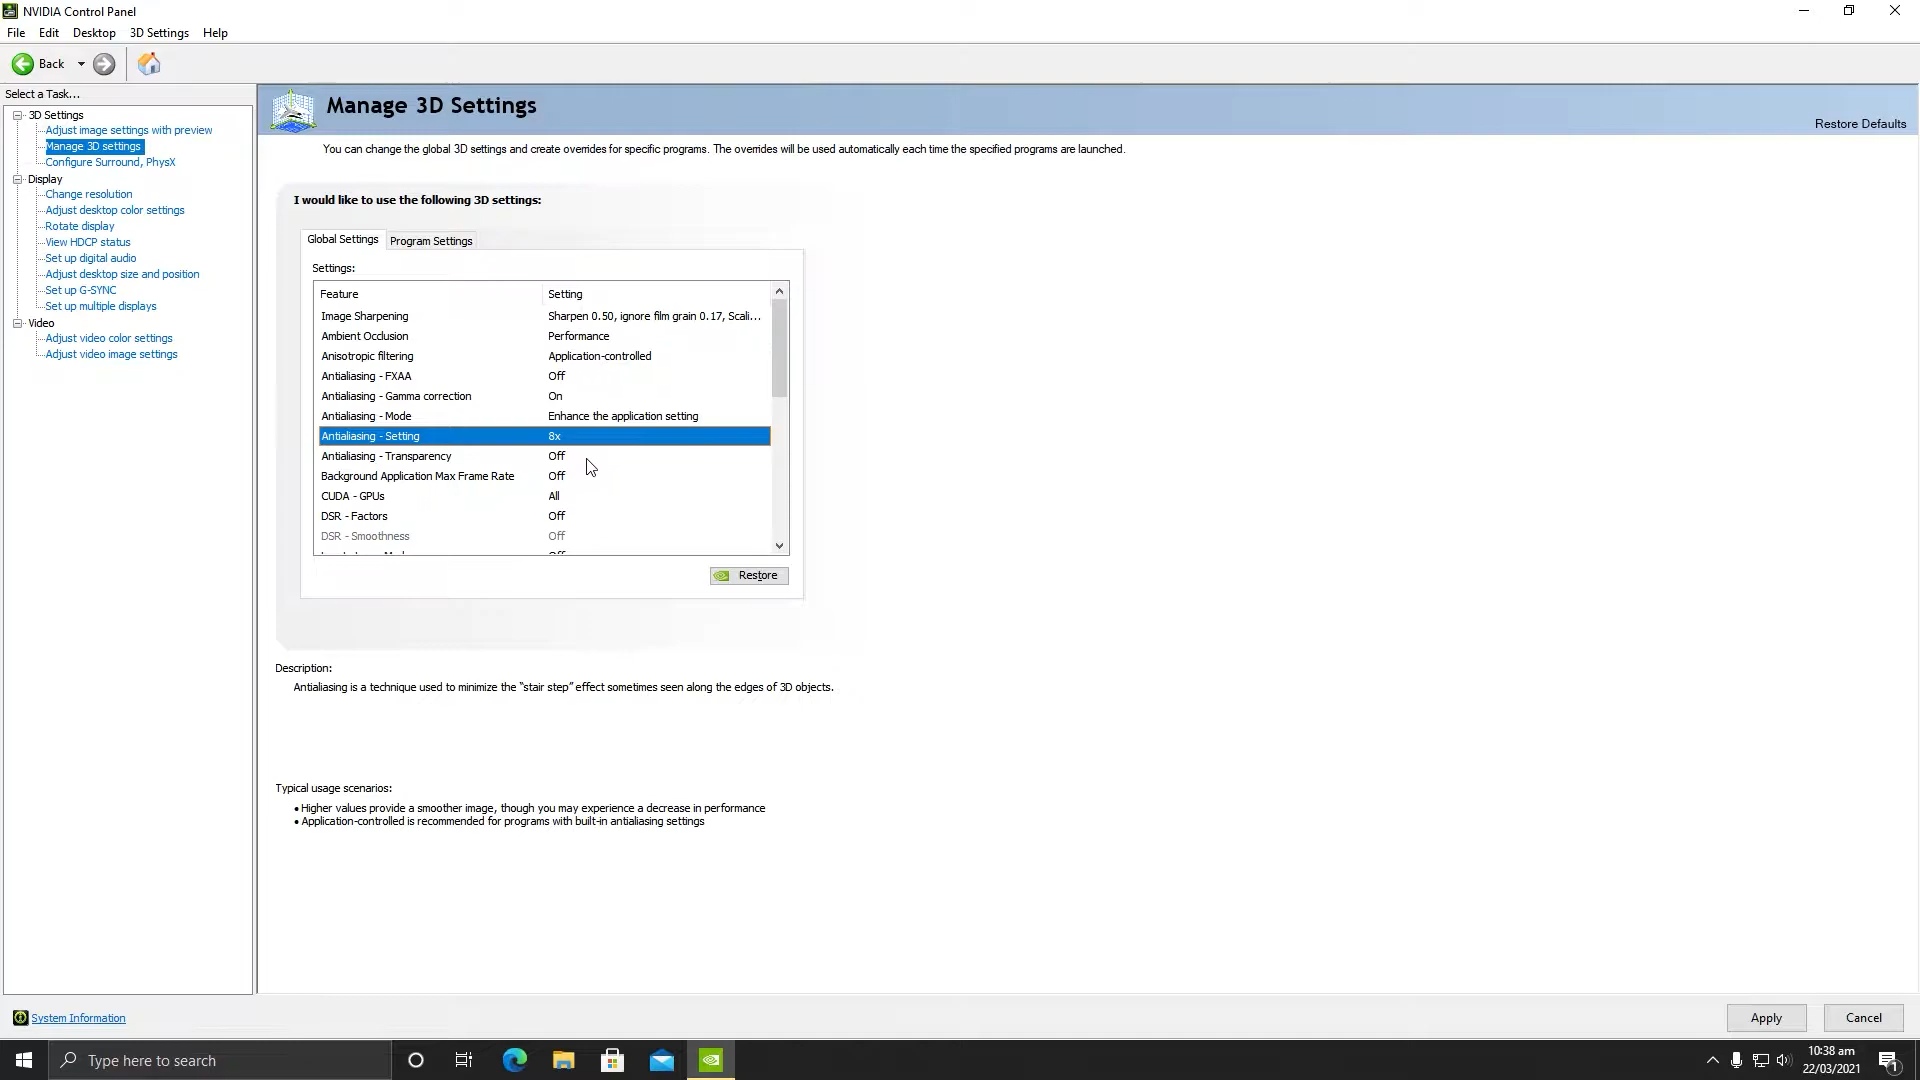 NVIDIA Control Panel
File Edit Desktop 3D Settings Help
Back
Select a Task...
3D Settings
Adjust image settings with preview
Manage 3D settings
Configure Surround, PhysX
Display
Change resolution
Adjust desktop color settings
Rotate display
View HDCP status
Set up digital audio
Adjust desktop size and position
Set up G-SYNC
Set up multiple displays
Video
Adjust video color settings
Adjust video image settings
System Information
Manage 3D Settings
Restore Defaults
You can change the global 3D settings and create overrides for specific programs. The overrides will be used automatically each time the specified programs are launched.
I would like to use the following 3D settings:
Global Settings Program Settings
Settings:
Feature Setting
Image Sharpening Sharpen 0.50, ignore film grain 0.17, Scali...
Ambient Occlusion Performance
Anisotropic filtering Application-controlled
Antialiasing - FXAA Off
Antialiasing - Gamma correction On
Antialiasing - Mode Enhance the application setting
Antialiasing - Setting 8x
Antialiasing - Transparency Off
Background Application Max Frame Rate Off
CUDA - GPUs All
DSR - Factors Off
DSR - Smoothness Off
Restore
Description:
Antialiasing is a technique used to minimize the "stair step" effect sometimes seen along the edges of 3D objects.
Typical usage scenarios:
• Higher values provide a smoother image, though you may experience a decrease in performance
• Application-controlled is recommended for programs with built-in antialiasing settings
Apply Cancel
Type here to search
10:38 am
22/03/2021
1